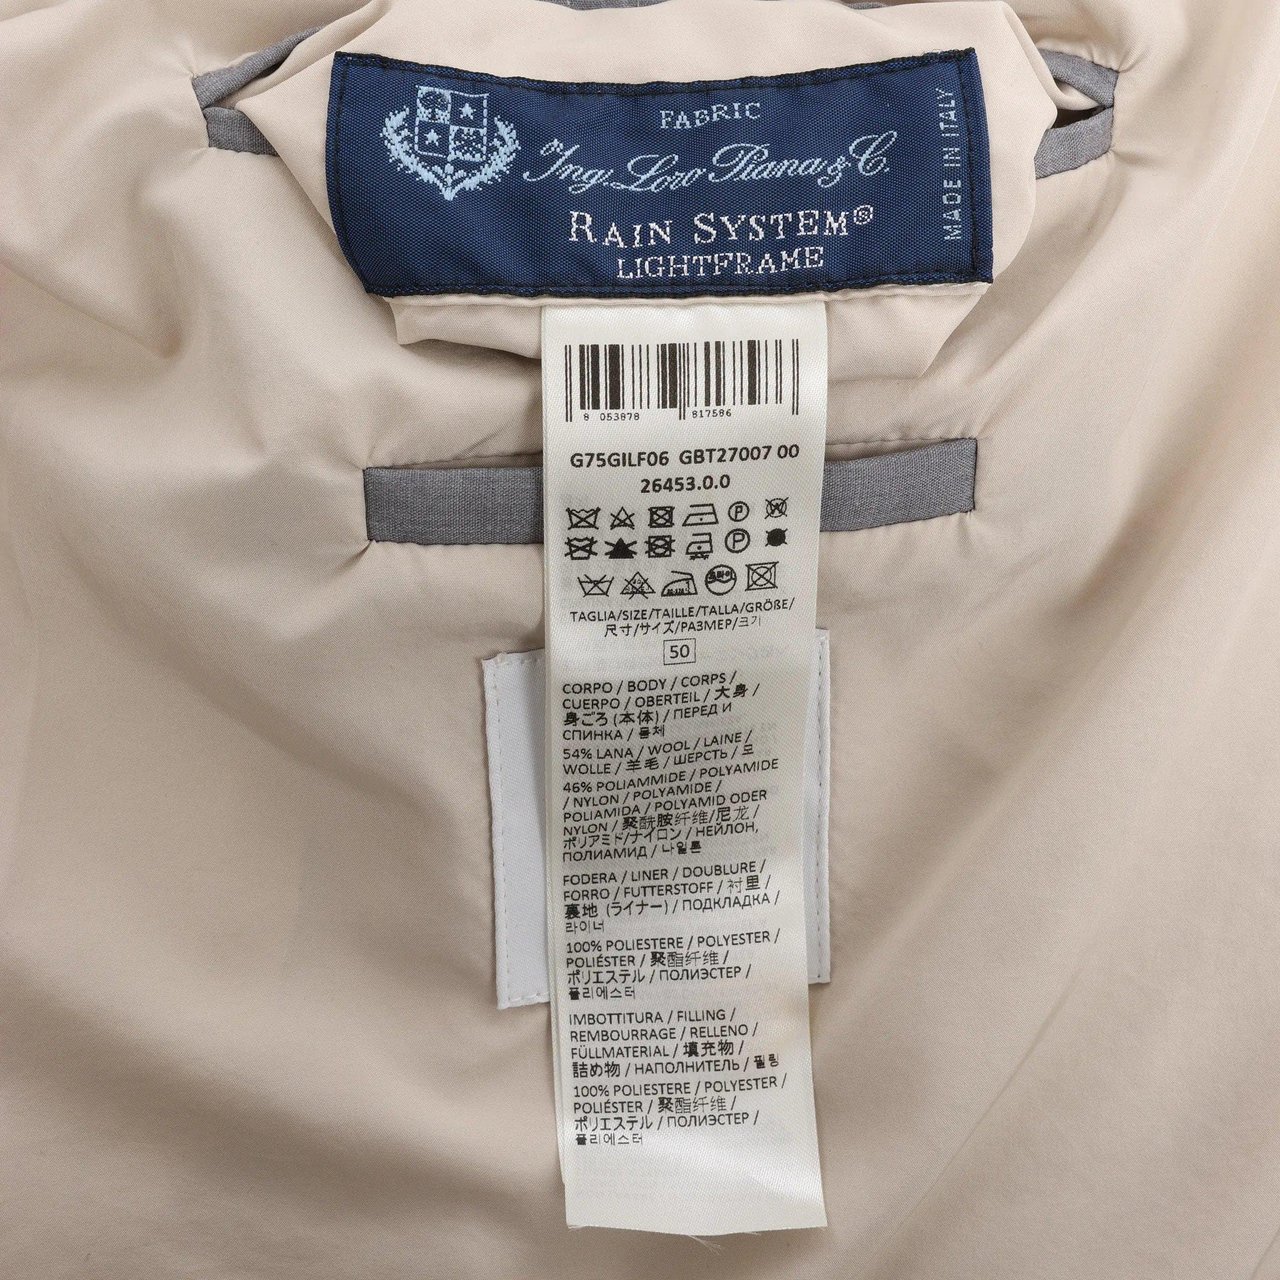 FABRIC
Ing. Loro Piana & C.
RAIN SYSTEM®
LIGHTFRAME
MADE IN ITALY
8 053878 817586
G75GILF06 GBT27007 00
26453.0.0
TAGLIA/SIZE/TAILLE/TALLA/GRÖßE/
尺寸/サイズ/РАЗМЕР/크기
50
CORPO / BODY / CORPS /
CUERPO / OBERTEIL / 大身 /
身ごろ (本体) / ПЕРЕД И
СПИНКА / 몸체
54% LANA / WOOL / LAINE /
WOLLE / 羊毛 / ШЕРСТЬ / 모
46% POLIAMMIDE / POLYAMIDE
/ NYLON / POLYAMIDE /
POLIAMIDA / POLYAMID ODER
NYLON / 聚酰胺纤维/尼龙 /
ポリアミド/ナイロン / НЕЙЛОН,
ПОЛИАМИД / 나일론
FODERA / LINER / DOUBLURE /
FORRO / FUTTERSTOFF / 衬里 /
裏地 (ライナー) / ПОДКЛАДКА /
라이너
100% POLIESTERE / POLYESTER /
POLIÉSTER / 聚酯纤维 /
ポリエステル / ПОЛИЭСТЕР /
폴리에스터
IMBOTTITURA / FILLING /
REMBOURRAGE / RELLENO /
FÜLLMATERIAL / 填充物 /
詰め物 / НАПОЛНИТЕЛЬ / 필링
100% POLIESTERE / POLYESTER /
POLIÉSTER / 聚酯纤维 /
ポリエステル / ПОЛИЭСТЕР /
폴리에스터